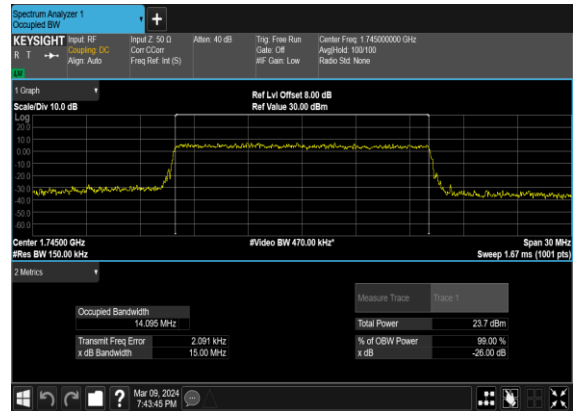 Spectrum Analyzer 1
Occupied BW
KEYSIGHT
R T
LXI
Input: RF
Coupling: DC
Align: Auto
Input Z: 50 Ω
Corr CCorr
Freq Ref: Int (S)
Atten: 40 dB
Trig: Free Run
Gate: Off
#IF Gain: Low
Center Freq: 1.745000000 GHz
Avg|Hold: 100/100
Radio Std: None
1 Graph
Scale/Div 10.0 dB
Ref Lvl Offset 8.00 dB
Ref Value 30.00 dBm
Log
20.0
10.0
0.00
-10.0
-20.0
-30.0
-40.0
-50.0
-60.0
Center 1.74500 GHz
#Res BW 150.00 kHz
#Video BW 470.00 kHz*
Span 30 MHz
Sweep 1.67 ms (1001 pts)
2 Metrics
Occupied Bandwidth
14.095 MHz
Transmit Freq Error 2.091 kHz
x dB Bandwidth 15.00 MHz
Measure Trace Trace 1
Total Power 23.7 dBm
% of OBW Power 99.00 %
x dB -26.00 dB
Mar 09, 2024
7:43:45 PM